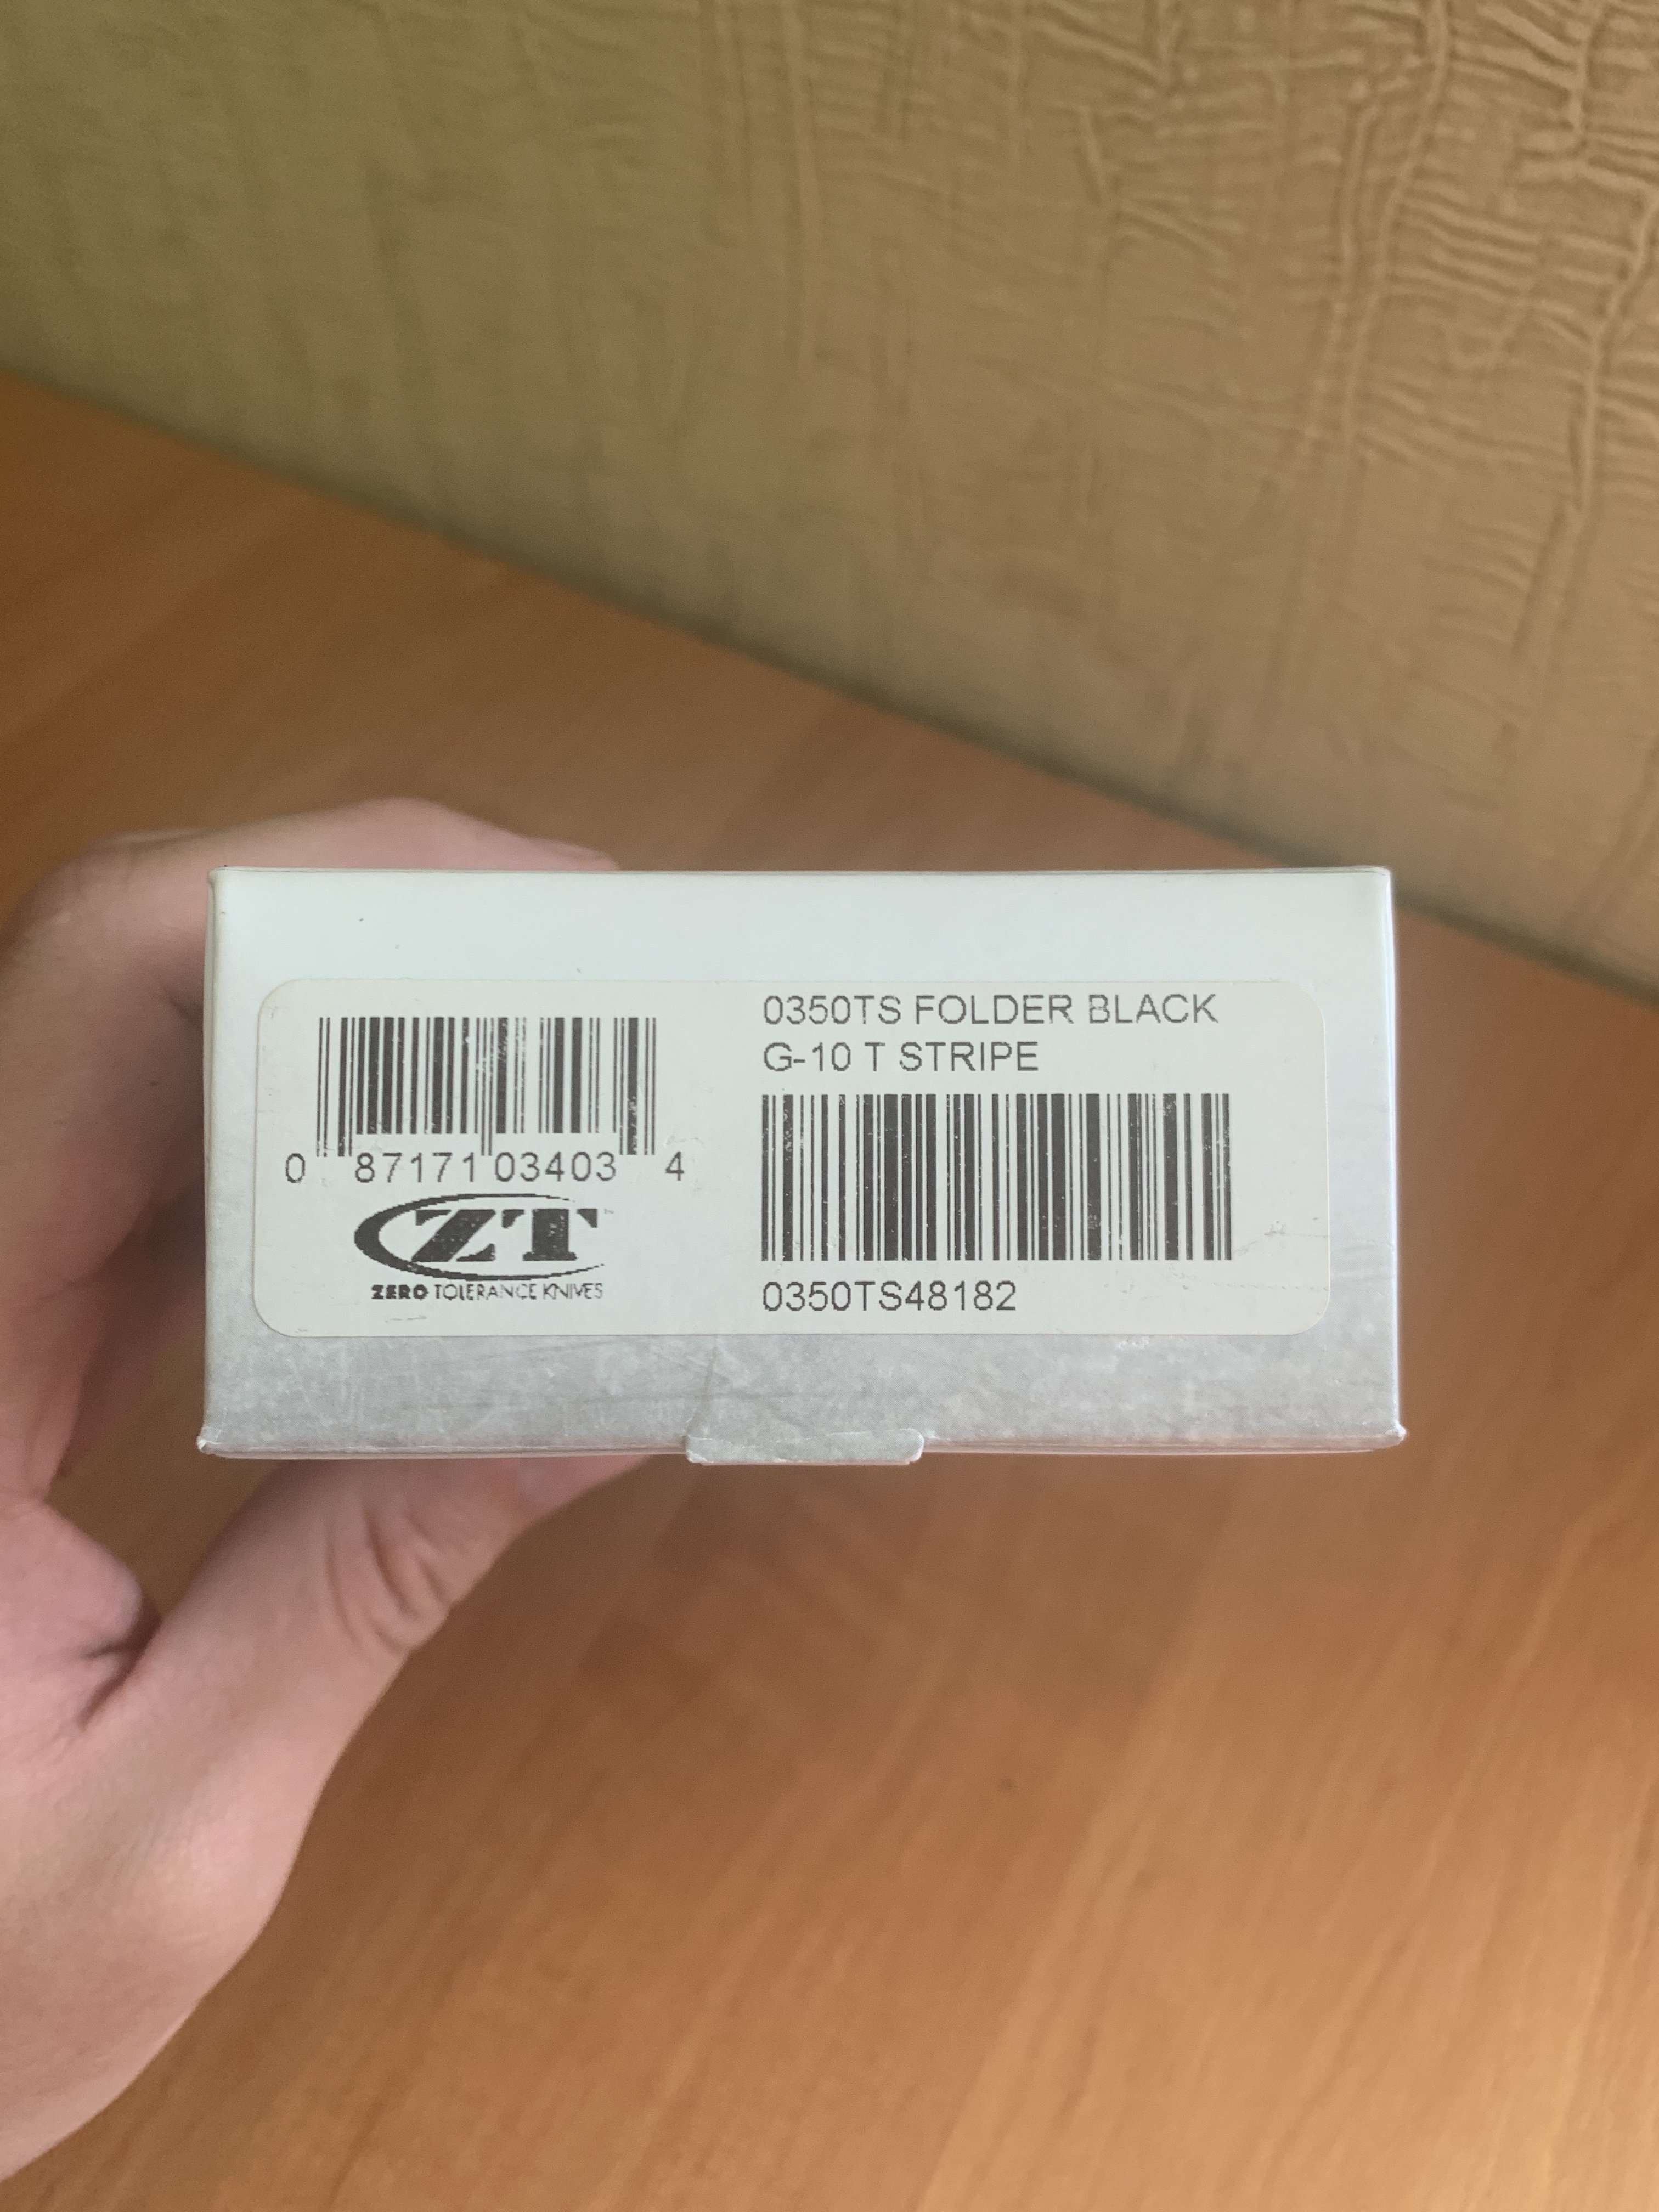 0 87171 03403 4
ZT
ZERO TOLERANCE KNIVES
0350TS FOLDER BLACK
G-10 T STRIPE
0350TS48182